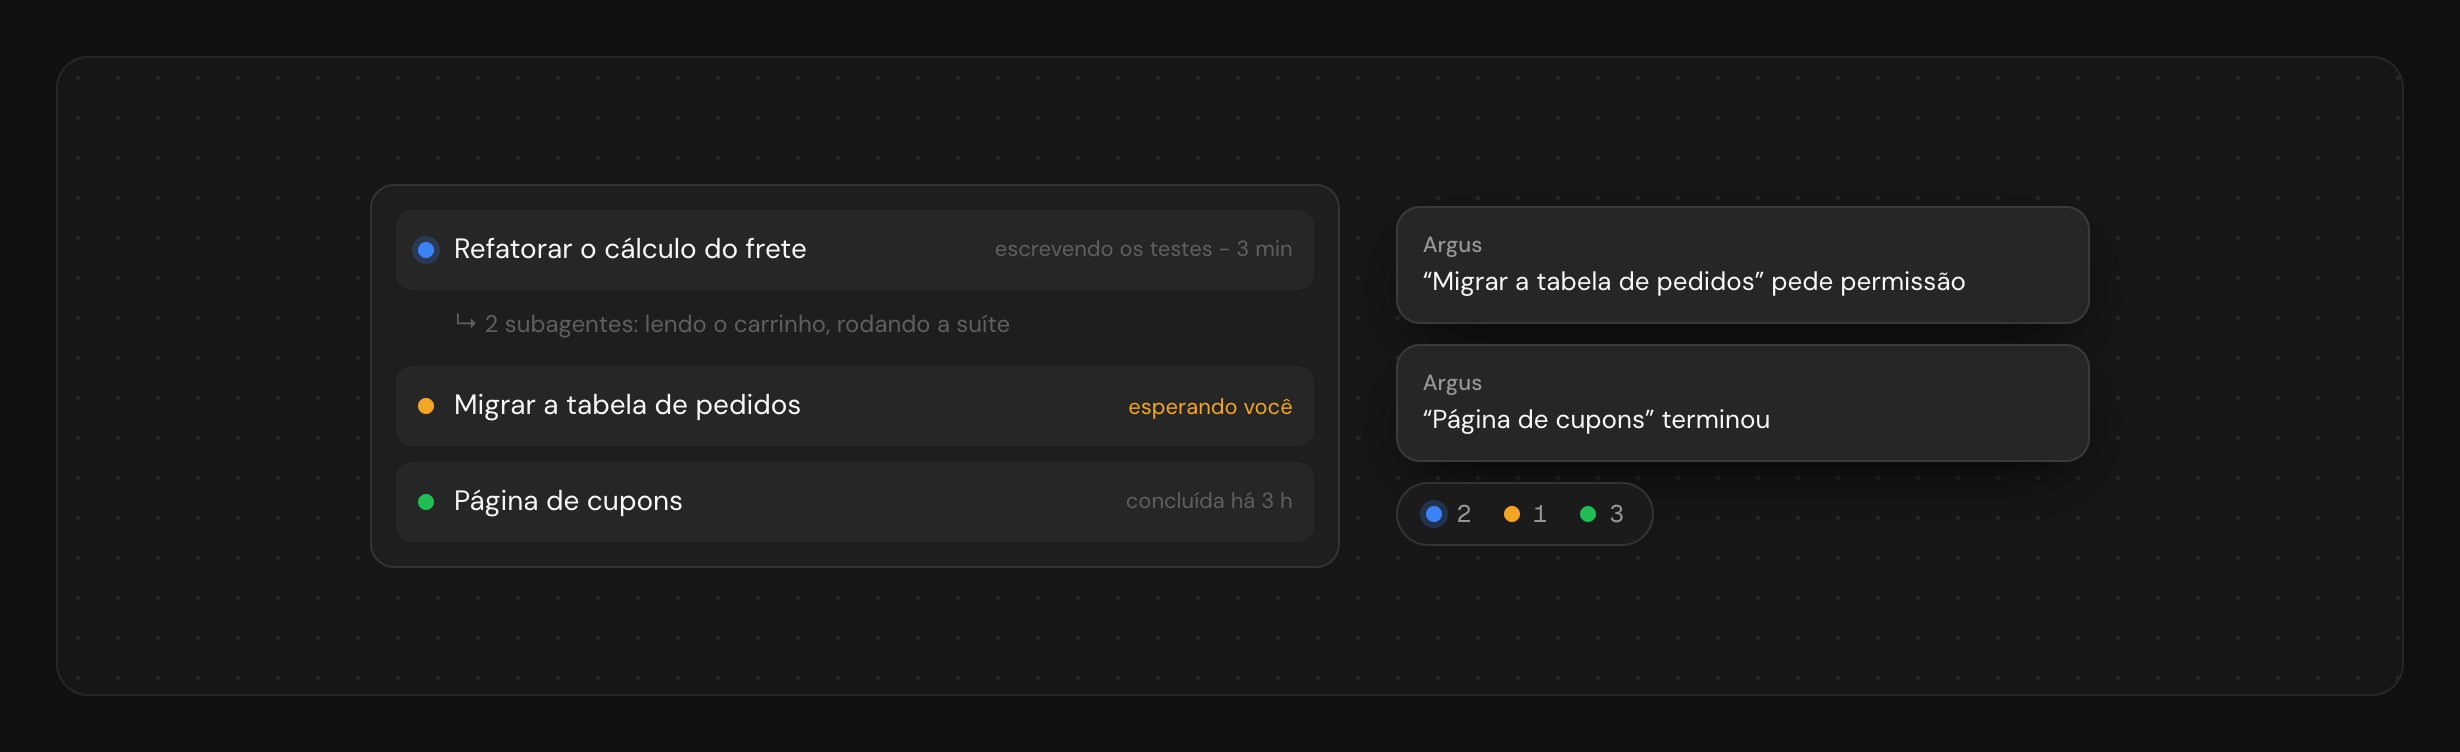 Refatorar o cálculo do frete
escrevendo os testes – 3 min
↳ 2 subagentes: lendo o carrinho, rodando a suíte
Migrar a tabela de pedidos
esperando você
Página de cupons
concluída há 3 h
Argus
“Migrar a tabela de pedidos” pede permissão
Argus
“Página de cupons” terminou
2 1 3